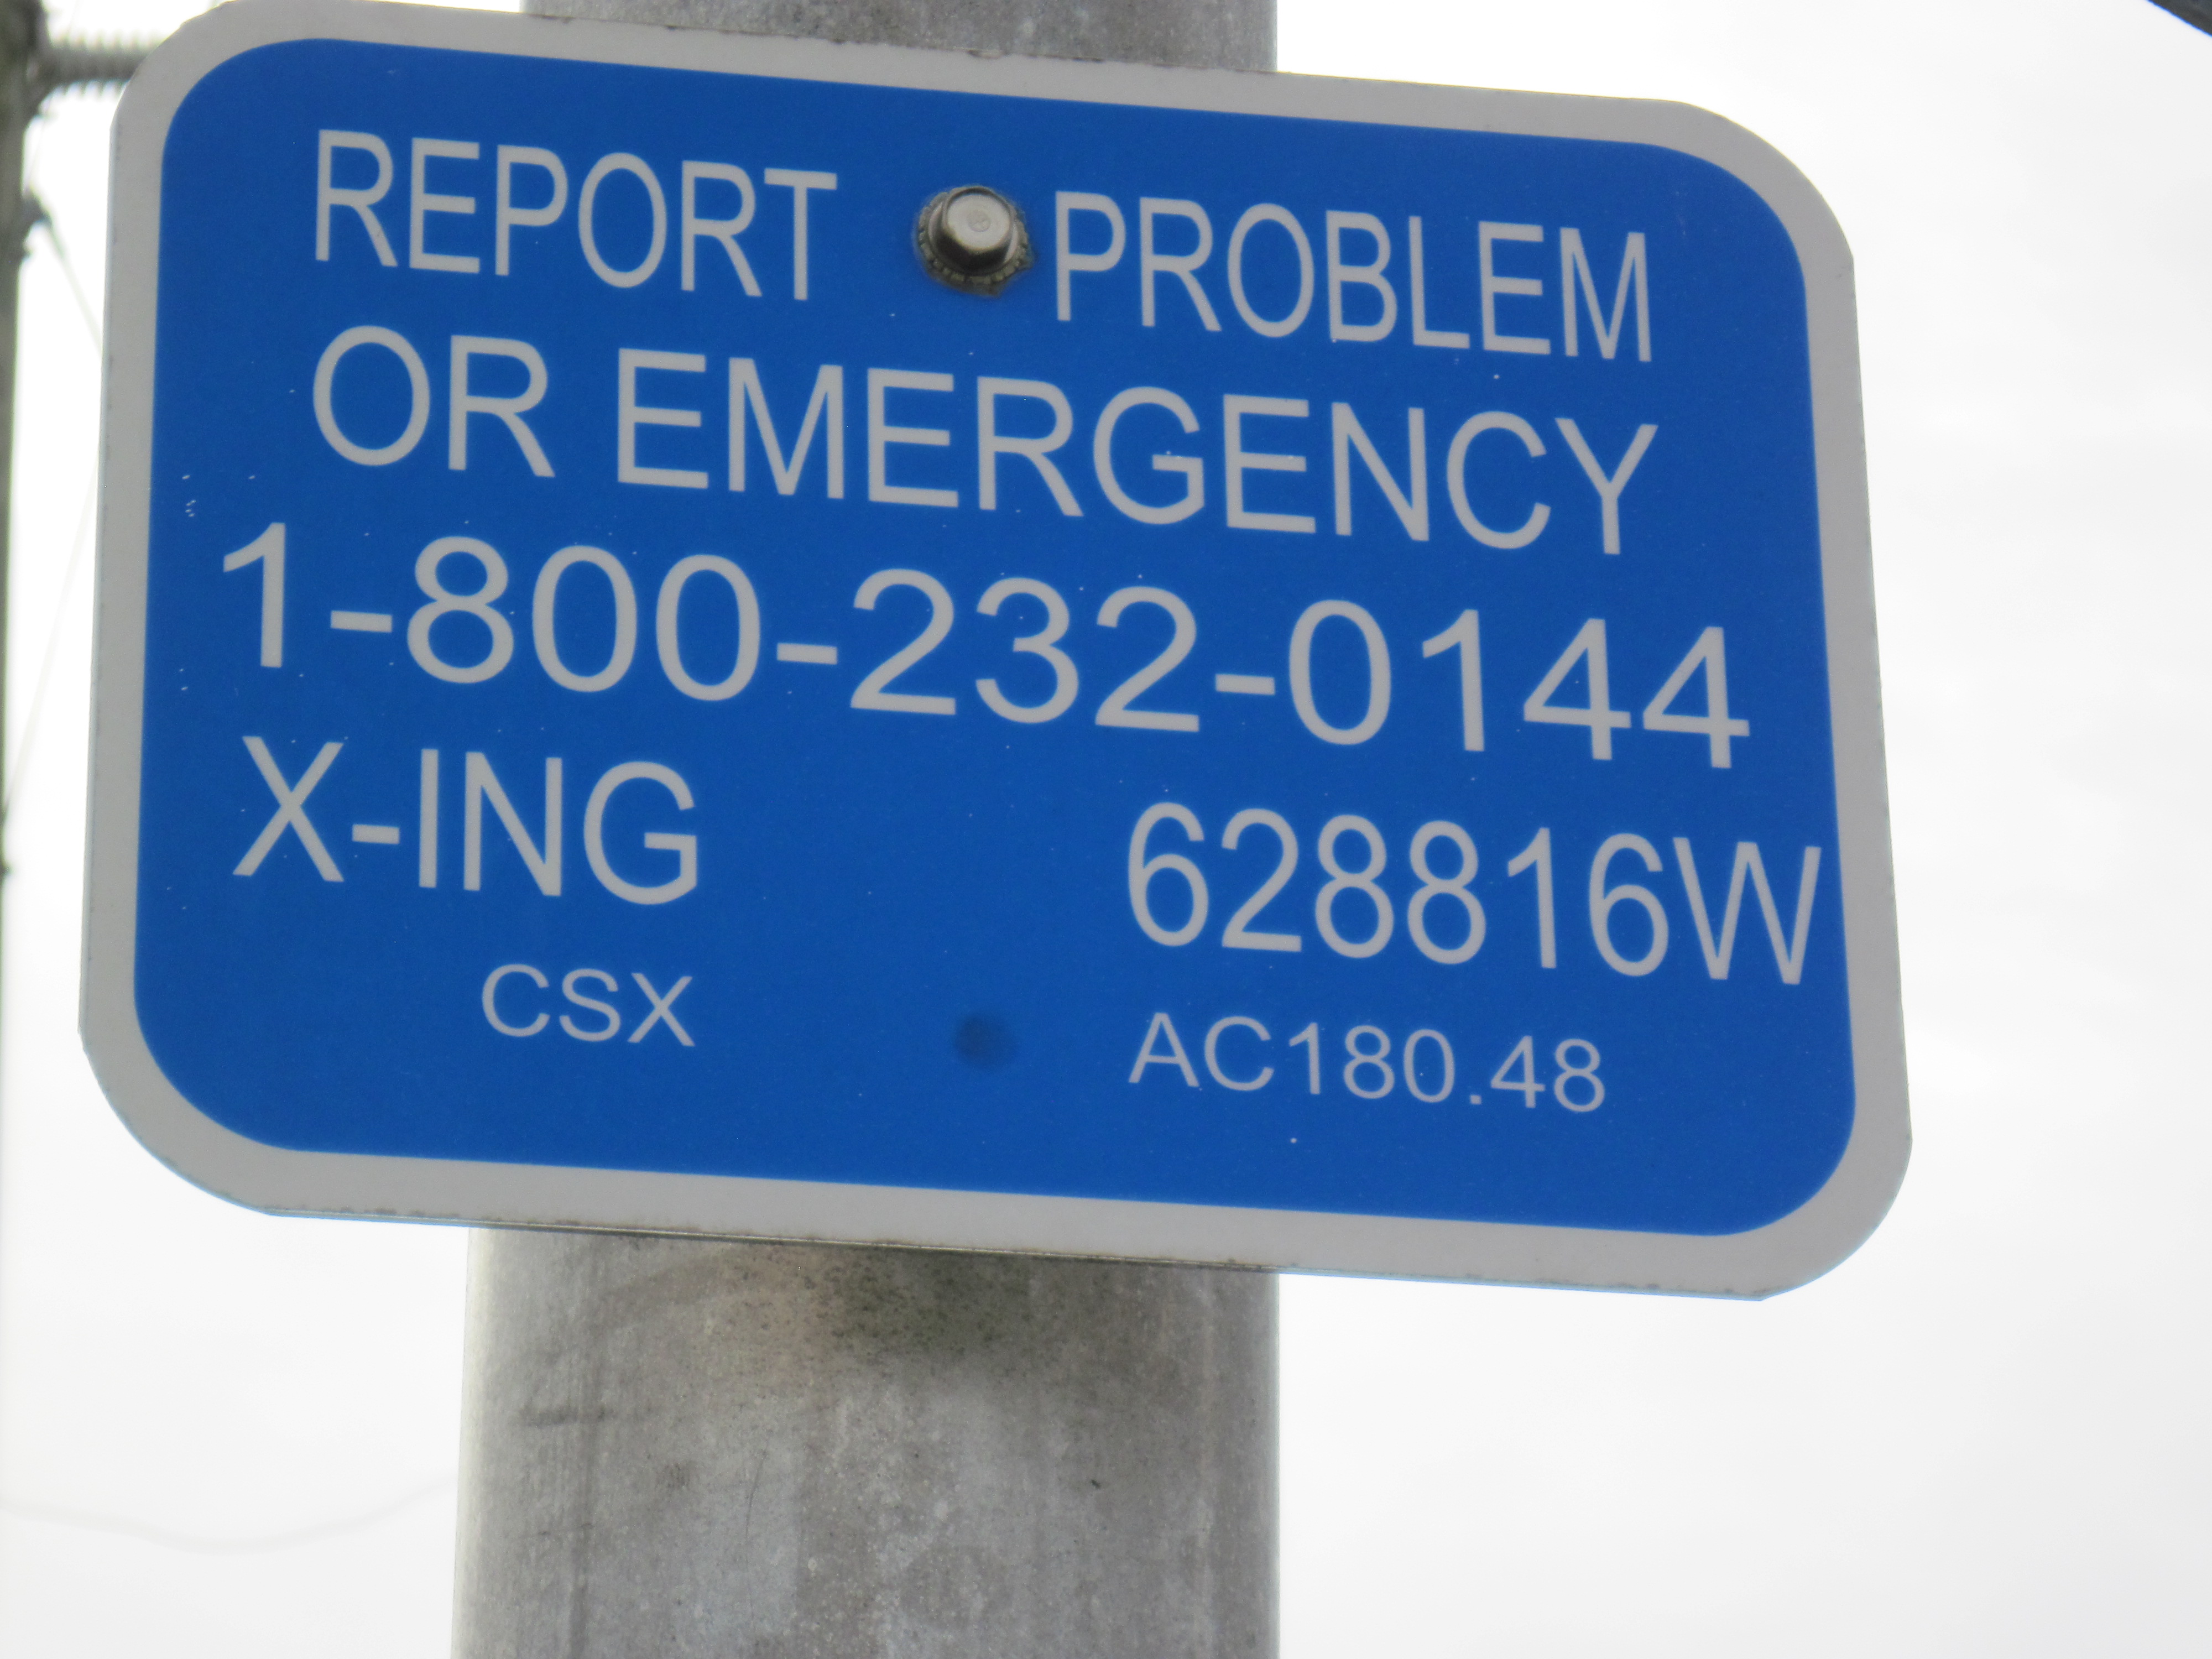 REPORT PROBLEM
OR EMERGENCY
1-800-232-0144
X-ING 628816W
CSX AC180.48